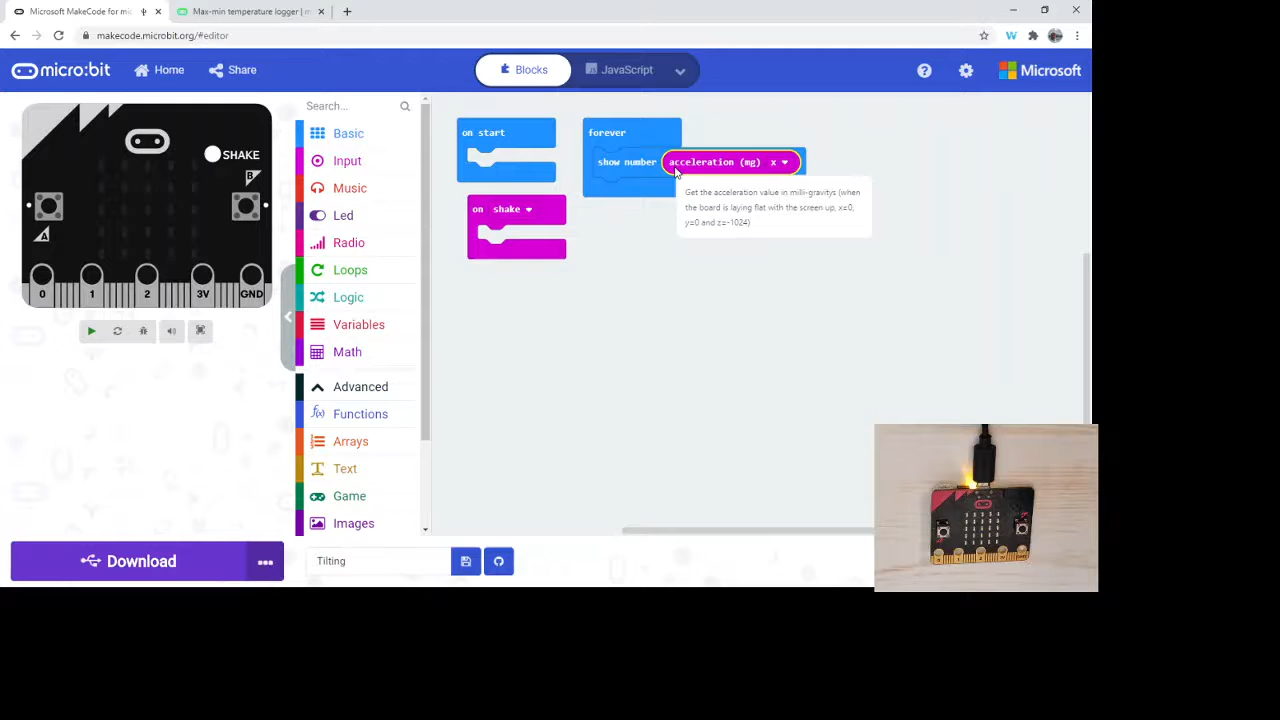 Microsoft MakeCode for mi
Max-min temperature logger | m
makecode.microbit.org/#editor
micro:bit
Home
Share
Blocks
JavaScript
Microsoft
SHAKE
B
A
0
1
2
3V
GND
Search...
Basic
Input
Music
Led
Radio
Loops
Logic
Variables
Math
Advanced
Functions
Arrays
Text
Game
Images
on start
on shake
forever
show number acceleration (mg) x
Get the acceleration value in milli-gravitys (when
the board is laying flat with the screen up, x=0,
y=0 and z=-1024)
Download
Tilting